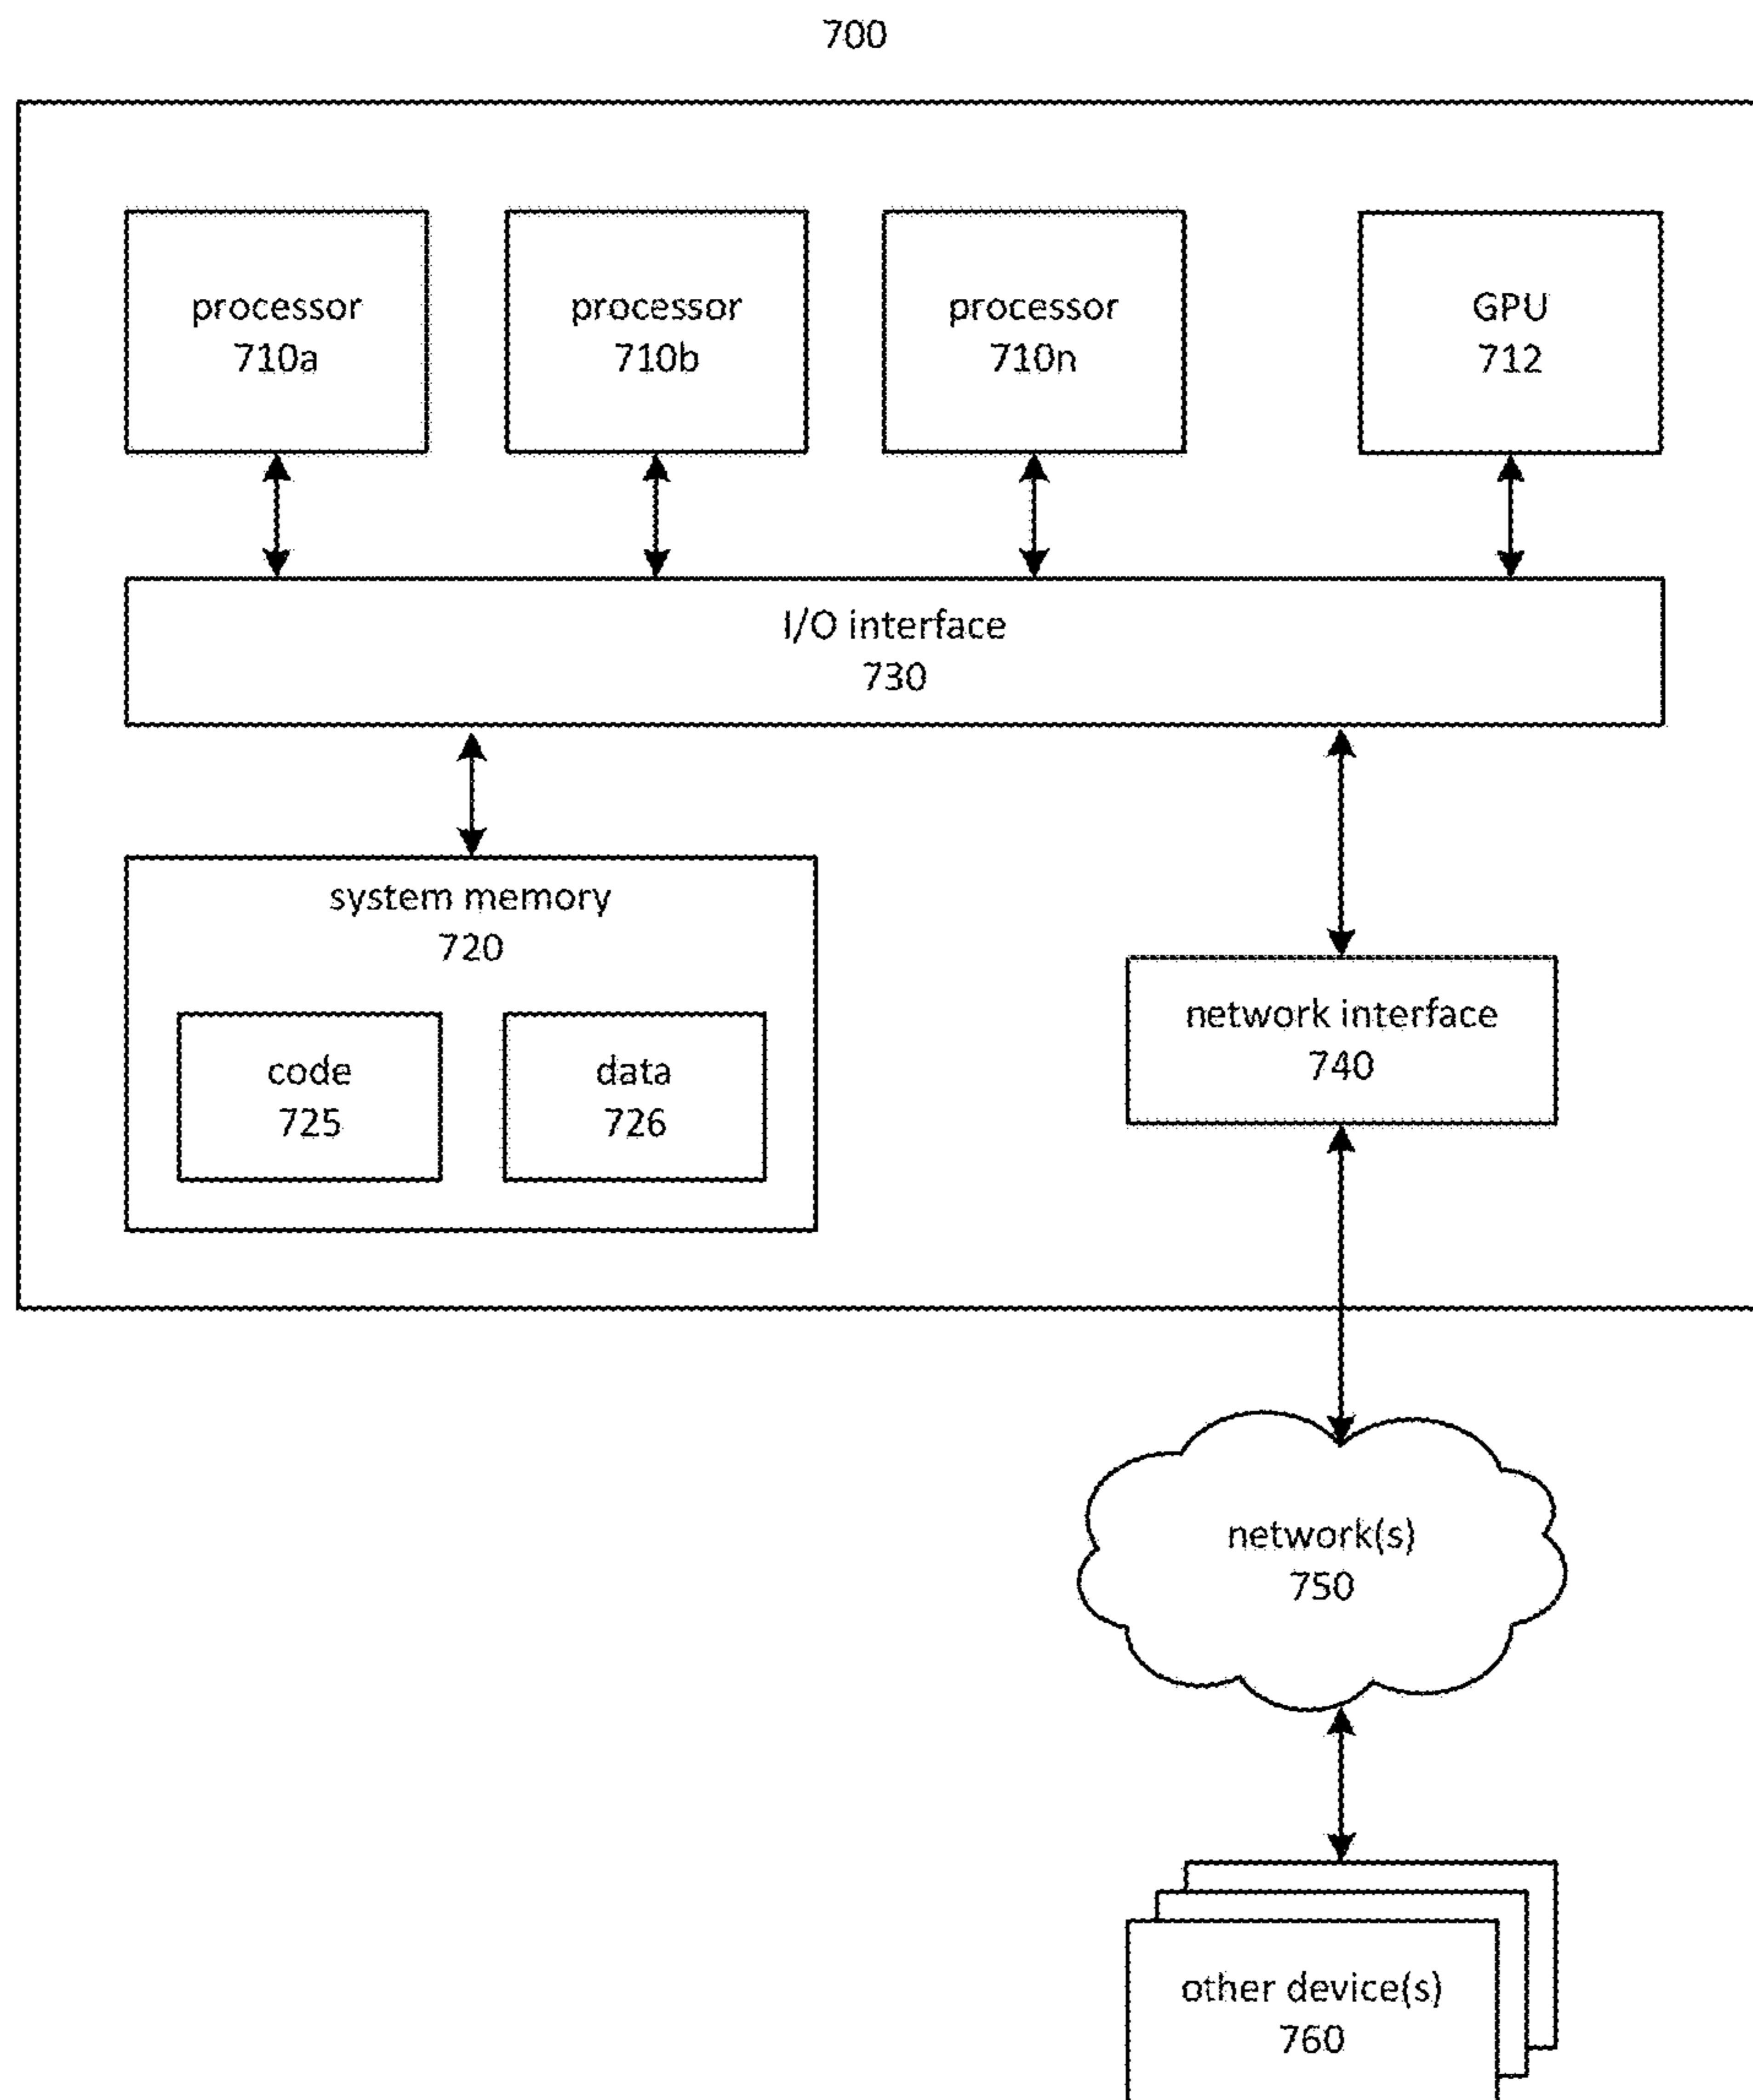 700
processor
710a
processor
710b
processor
710n
GPU
712
I/O interface
730
system memory
720
code
725
data
726
network interface
740
network(s)
750
other device(s)
760